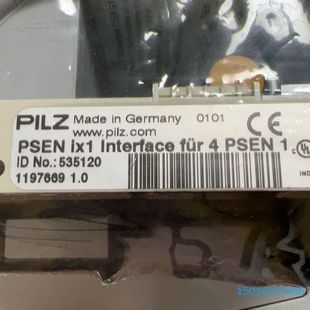 PILZ Made in Germany 0101 CE
www.pilz.com
PSEN ix1 Interface für 4 PSEN 1
ID No.: 535120
1197669 1.0